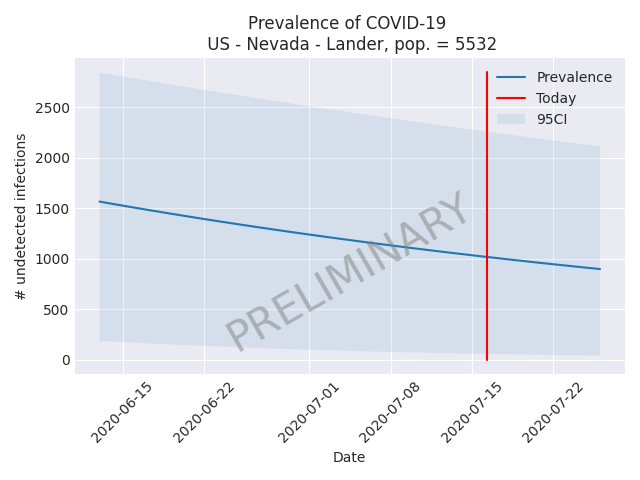 Prevalence of COVID-19
US - Nevada - Lander, pop. = 5532
Prevalence
Today
95CI
2500
2000
1500
1000
500
0
# undetected infections
PRELIMINARY
2020-06-15
2020-06-22
2020-07-01
2020-07-08
2020-07-15
2020-07-22
Date